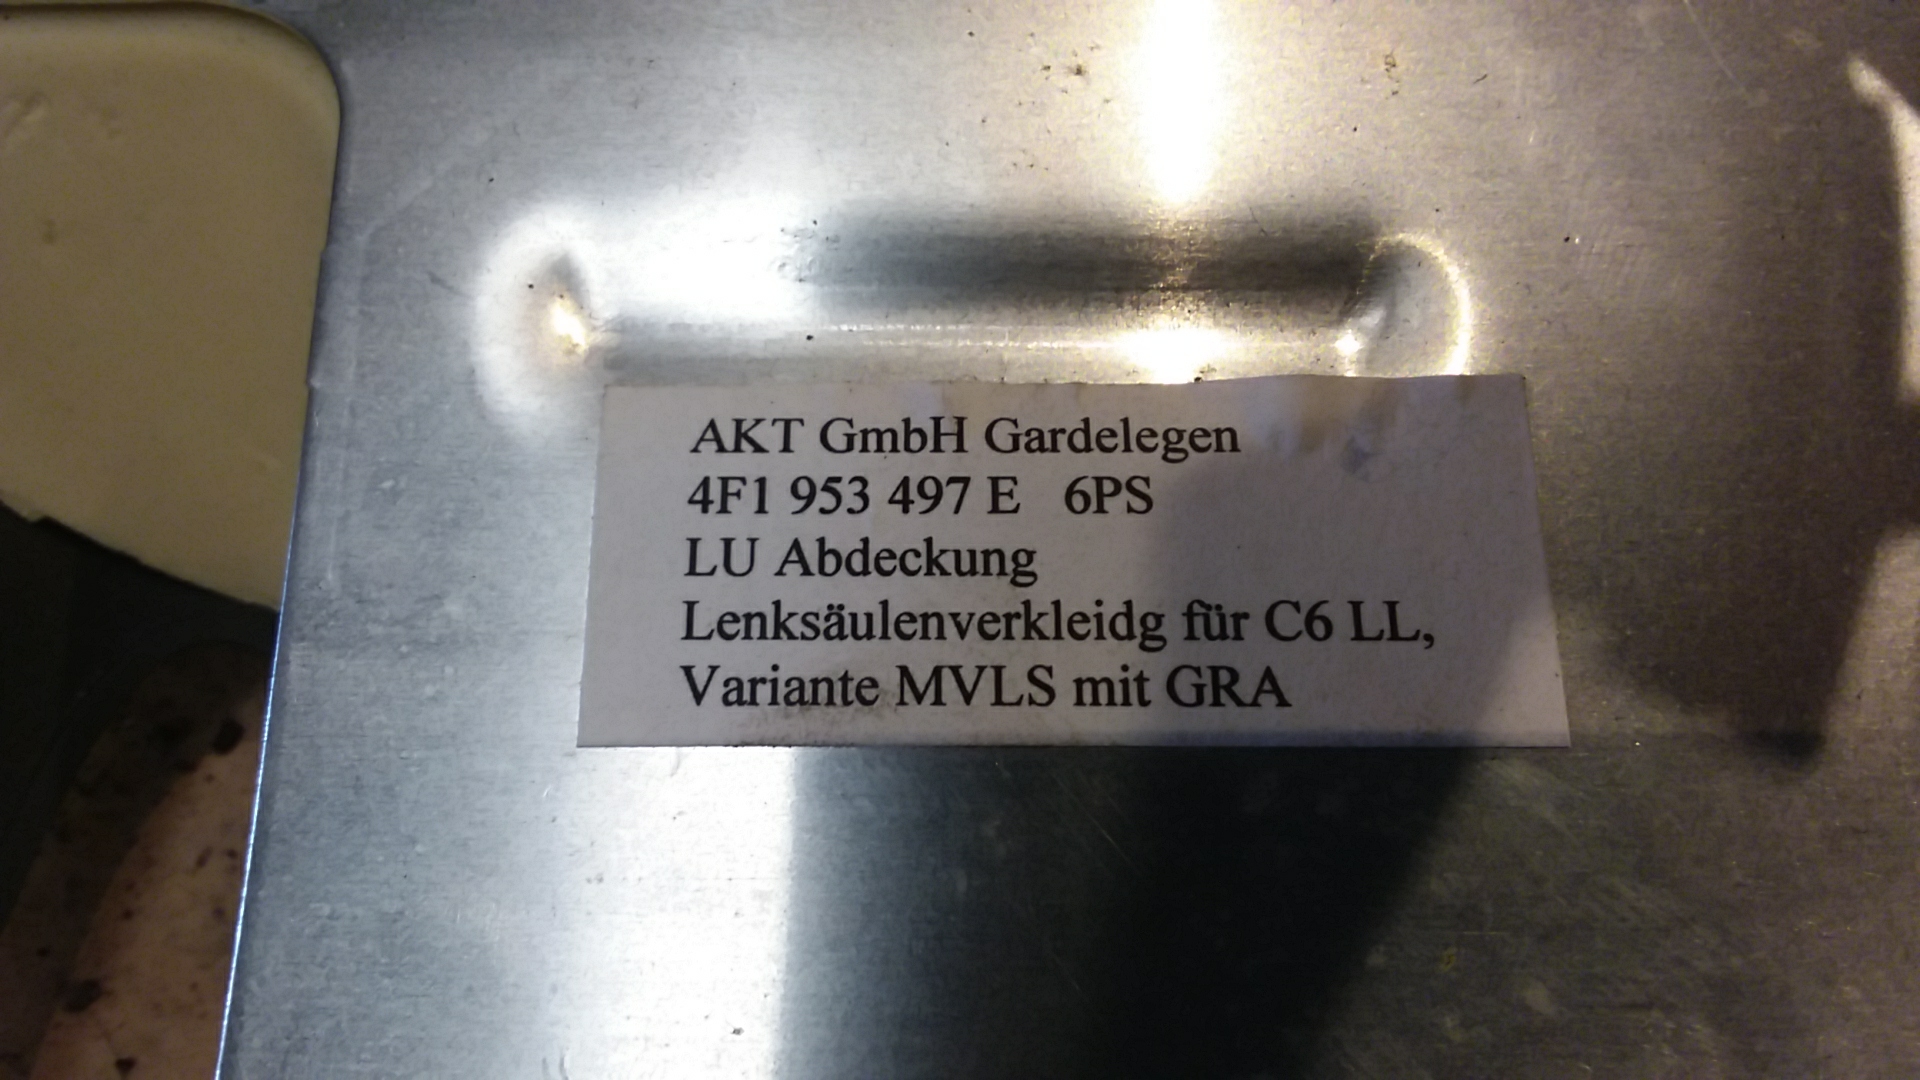 AKT GmbH Gardelegen
4F1 953 497 E 6PS
LU Abdeckung
Lenksäulenverkleidg für C6 LL,
Variante MVLS mit GRA